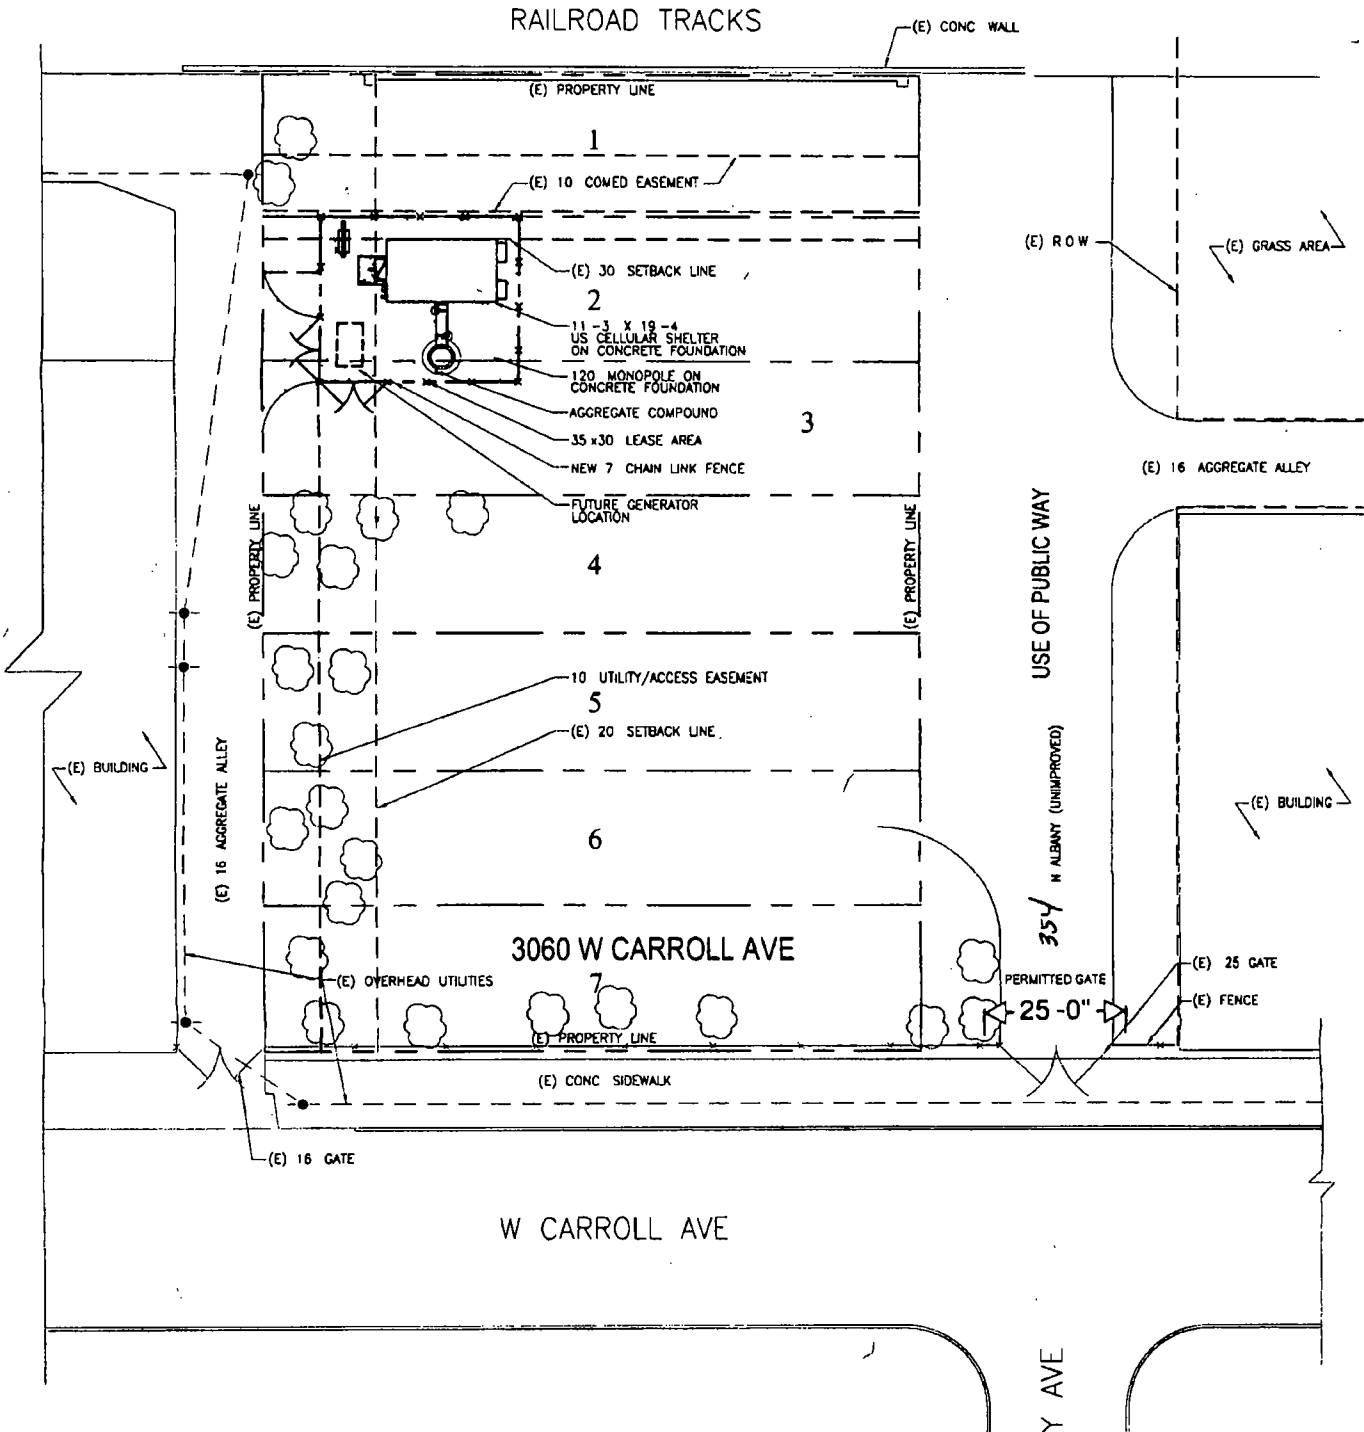 RAILROAD TRACKS
(E) CONC WALL
(E) PROPERTY LINE
1
(E) 10 COMED EASEMENT
(E) R O W
(E) GRASS AREA
(E) 30 SETBACK LINE
2
11 -3 X 19 -4
US CELLULAR SHELTER
ON CONCRETE FOUNDATION
120 MONOPOLE ON
CONCRETE FOUNDATION
AGGREGATE COMPOUND
3
35 x30 LEASE AREA
NEW 7 CHAIN LINK FENCE
(E) 16 AGGREGATE ALLEY
FUTURE GENERATOR
LOCATION
(E) PROPERTY LINE
4
(E) PROPERTY LINE
USE OF PUBLIC WAY
10 UTILITY/ACCESS EASEMENT
5
(E) 20 SETBACK LINE
(E) BUILDING
(E) 16 AGGREGATE ALLEY
N ALBANY (UNIMPROVED)
(E) BUILDING
6
354
3060 W CARROLL AVE
7
(E) OVERHEAD UTILITIES
PERMITTED GATE
25 -0"
(E) 25 GATE
(E) FENCE
(E) PROPERTY LINE
(E) CONC SIDEWALK
(E) 16 GATE
W CARROLL AVE
Y AVE